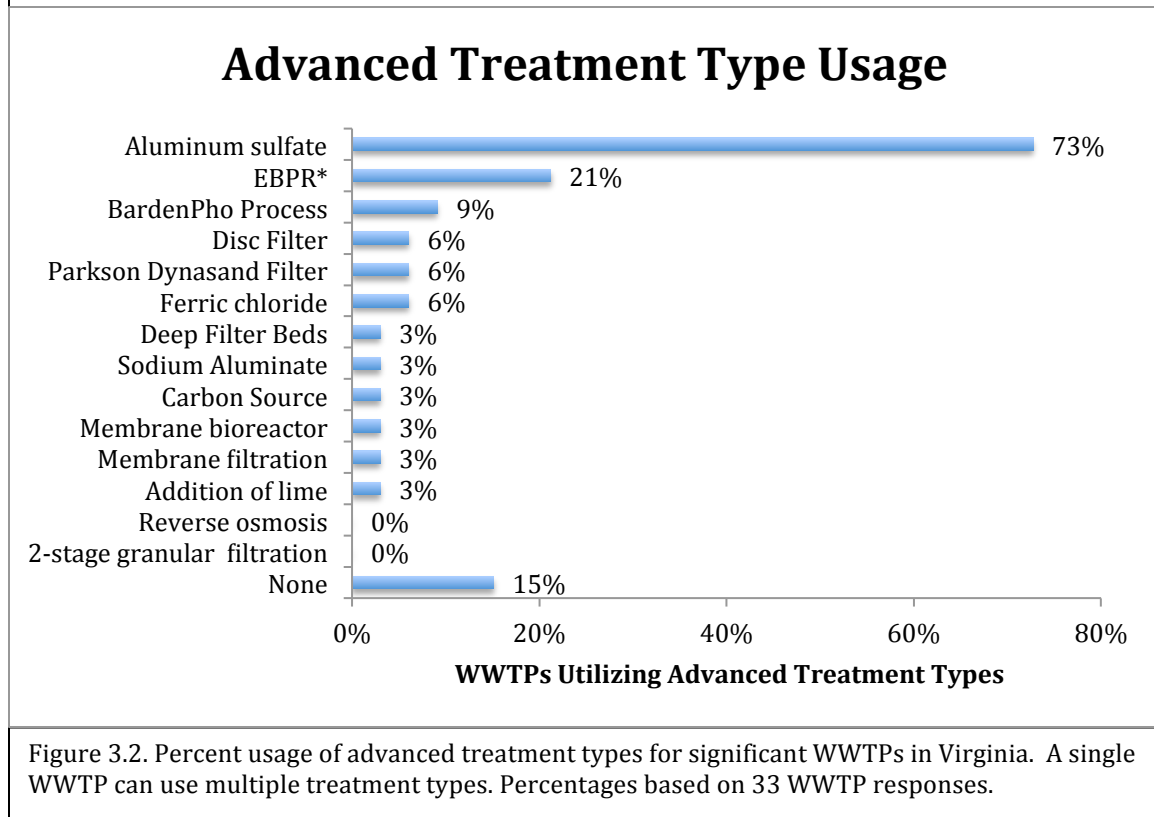 Advanced Treatment Type Usage
Aluminum sulfate 73%
EBPR* 21%
BardenPho Process 9%
Disc Filter 6%
Parkson Dynasand Filter 6%
Ferric chloride 6%
Deep Filter Beds 3%
Sodium Aluminate 3%
Carbon Source 3%
Membrane bioreactor 3%
Membrane filtration 3%
Addition of lime 3%
Reverse osmosis 0%
2-stage granular filtration 0%
None 15%
0% 20% 40% 60% 80%
WWTPs Utilizing Advanced Treatment Types
Figure 3.2. Percent usage of advanced treatment types for significant WWTPs in Virginia. A single
WWTP can use multiple treatment types. Percentages based on 33 WWTP responses.